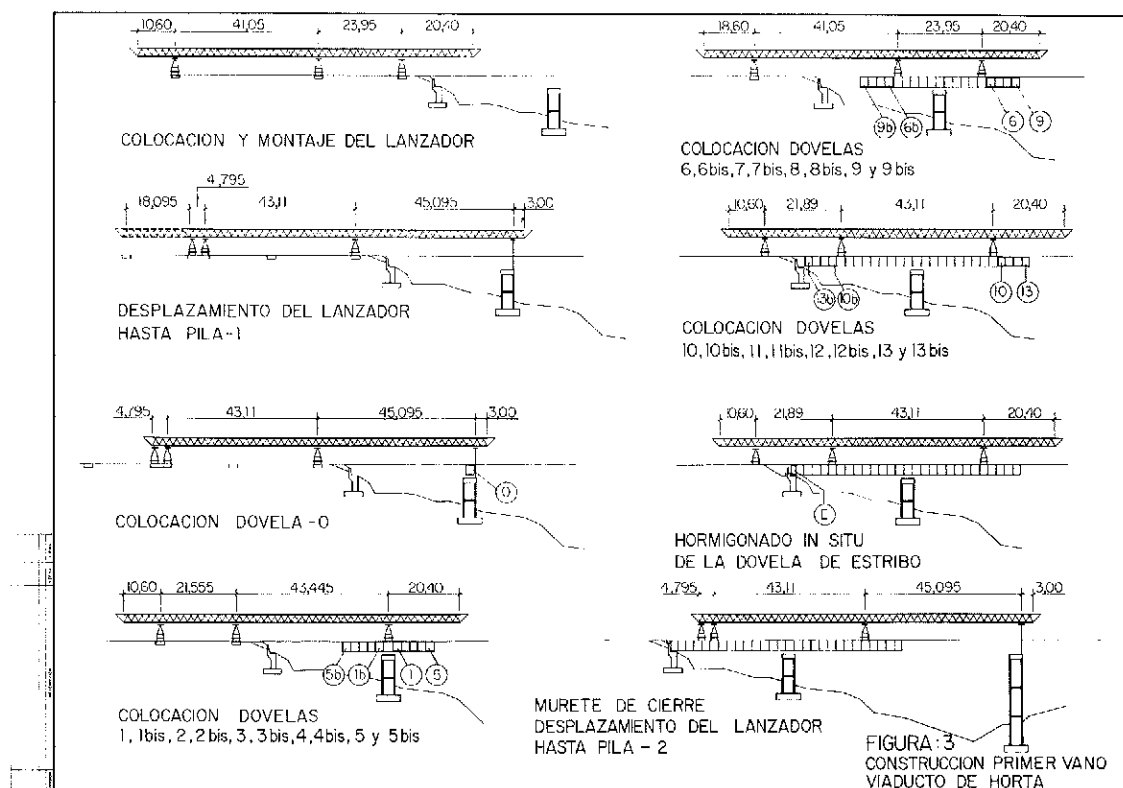 10,60 41,05 23,95 20,40
COLOCACION Y MONTAJE DEL LANZADOR
4,795
18,095 43,11 45,095 3,00
DESPLAZAMIENTO DEL LANZADOR
HASTA PILA-1
4,795 43,11 45,095 3,00
0
COLOCACION DOVELA-0
10,60 21,555 43,445 20,40
5b 1b 1 5
COLOCACION DOVELAS
1, 1bis, 2, 2bis, 3, 3bis, 4, 4bis, 5 y 5bis
18,60 41,05 23,95 20,40
9b 6b 6 9
COLOCACION DOVELAS
6, 6bis, 7, 7bis, 8, 8bis, 9 y 9bis
10,60 21,89 43,11 20,40
13b 10b 10 13
COLOCACION DOVELAS
10, 10bis, 11, 11bis, 12, 12bis, 13 y 13bis
10,60 21,89 43,11 20,40
E
HORMIGONADO IN SITU
DE LA DOVELA DE ESTRIBO
4,795 43,11 45,095 3,00
MURETE DE CIERRE
DESPLAZAMIENTO DEL LANZADOR
HASTA PILA - 2
FIGURA: 3
CONSTRUCCION PRIMER VANO
VIADUCTO DE HORTA